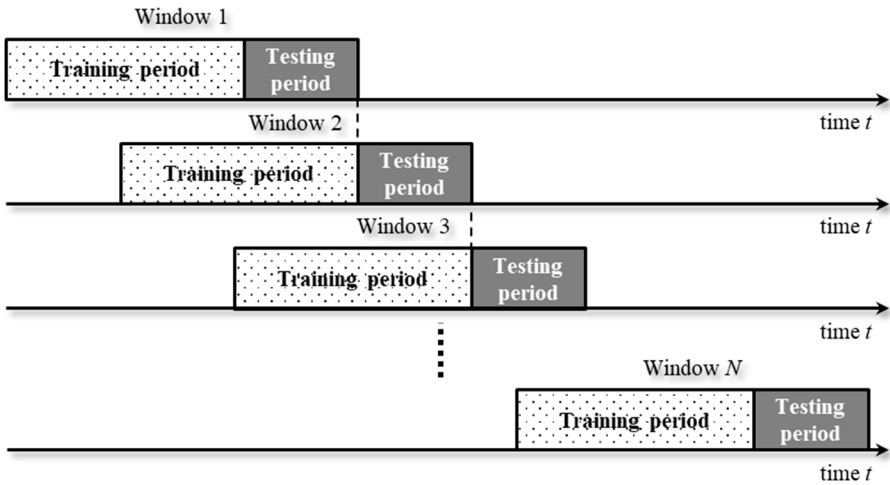 Window 1
Training period
Testing
period
time t
Window 2
Training period
Testing
period
time t
Window 3
Training period
Testing
period
time t
Window N
Training period
Testing
period
time t